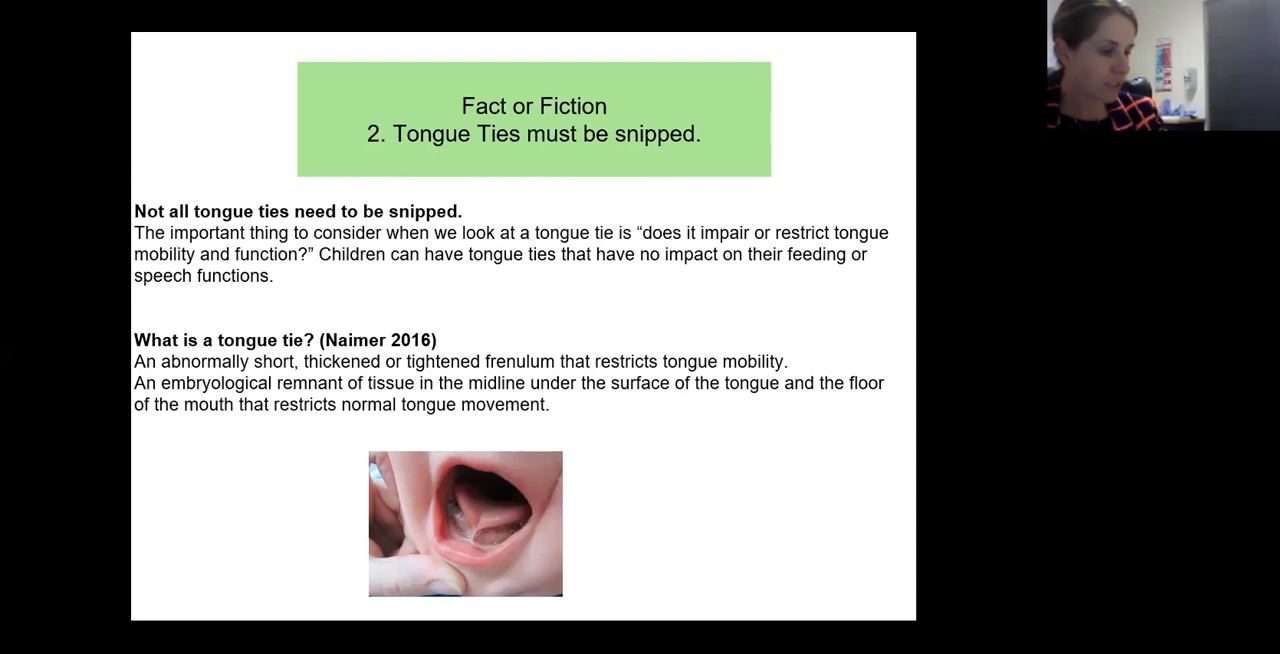 Fact or Fiction
2. Tongue Ties must be snipped.
Not all tongue ties need to be snipped.
The important thing to consider when we look at a tongue tie is “does it impair or restrict tongue
mobility and function?” Children can have tongue ties that have no impact on their feeding or
speech functions.
What is a tongue tie? (Naimer 2016)
An abnormally short, thickened or tightened frenulum that restricts tongue mobility.
An embryological remnant of tissue in the midline under the surface of the tongue and the floor
of the mouth that restricts normal tongue movement.